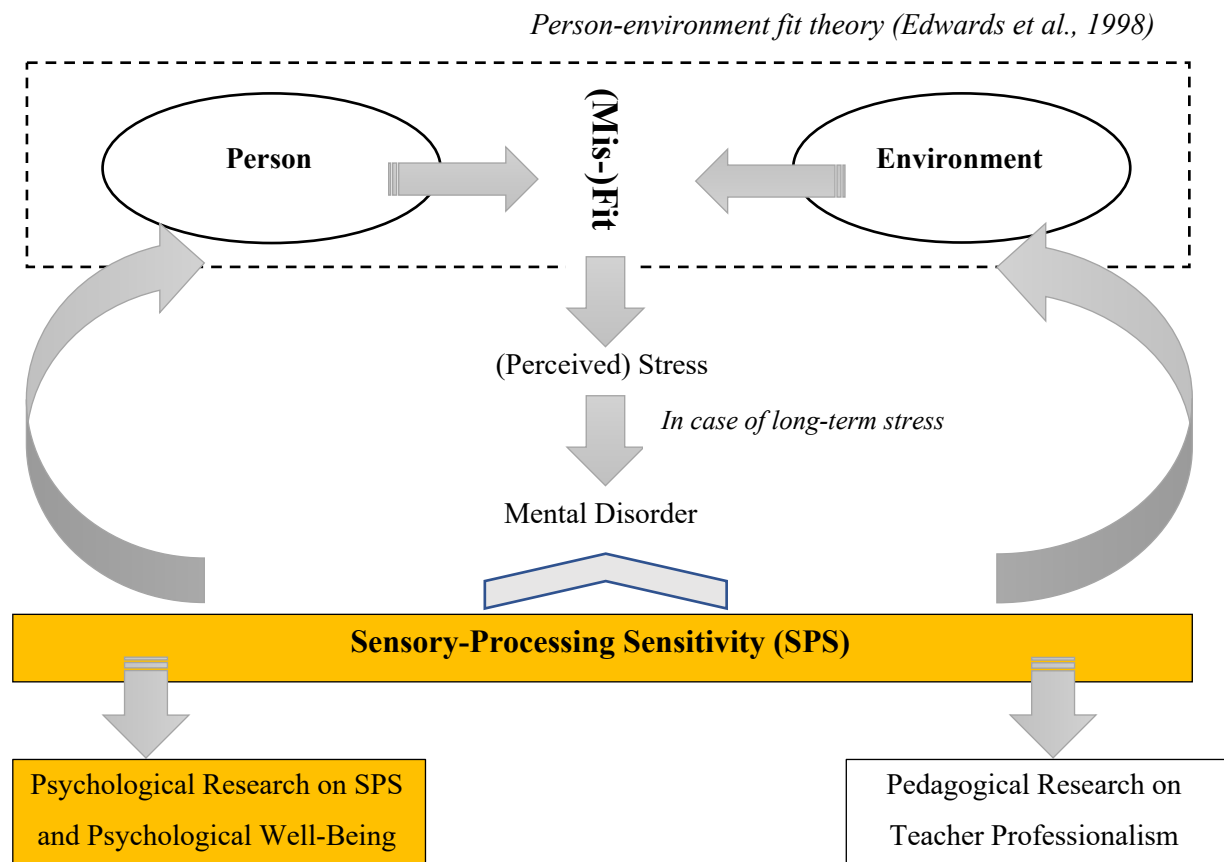 Person-environment fit theory (Edwards et al., 1998)
Person
(Mis-)Fit
Environment
(Perceived) Stress
In case of long-term stress
Mental Disorder
Sensory-Processing Sensitivity (SPS)
Psychological Research on SPS
and Psychological Well-Being
Pedagogical Research on
Teacher Professionalism